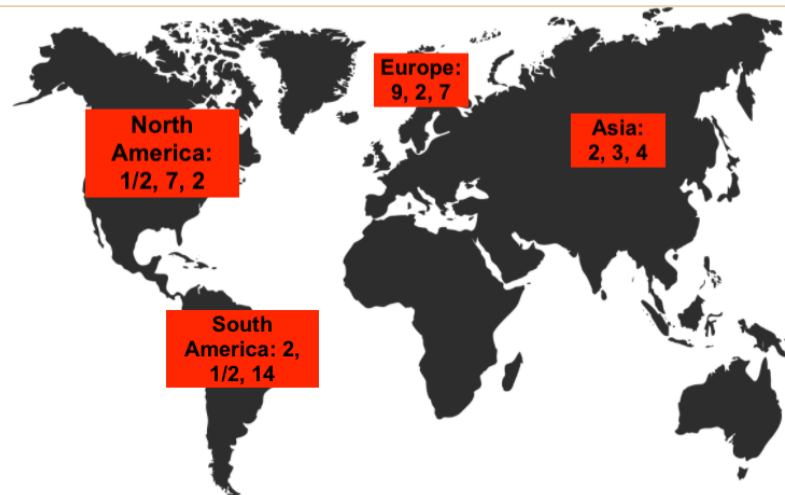 Europe:
9, 2, 7
North
America:
1/2, 7, 2
Asia:
2, 3, 4
South
America: 2,
1/2, 14